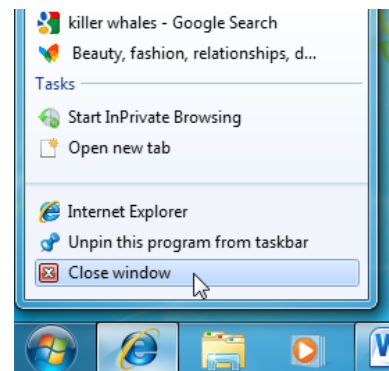 killer whales - Google Search
Beauty, fashion, relationships, d...
Tasks
Start InPrivate Browsing
Open new tab
Internet Explorer
Unpin this program from taskbar
Close window
W